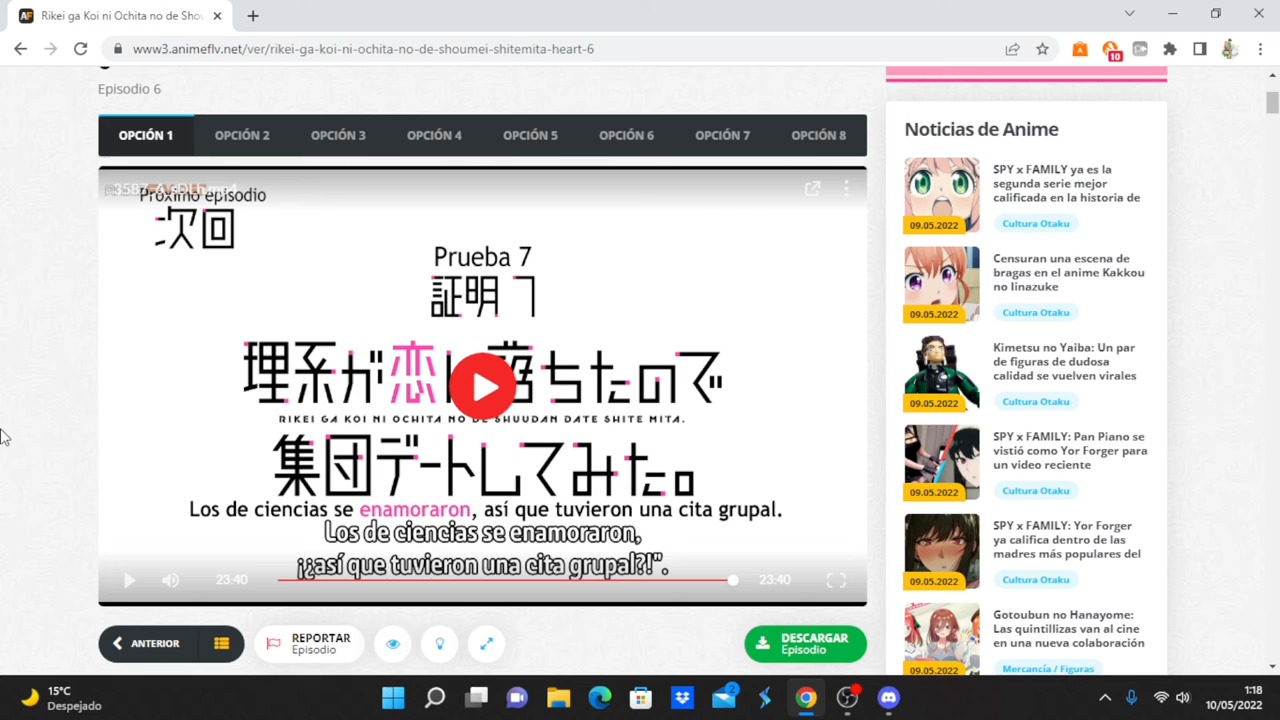 Rikei ga Koi ni Ochita no de Shou
www3.animeflv.net/ver/rikei-ga-koi-ni-ochita-no-de-shoumei-shitemita-heart-6
10
Episodio 6
OPCIÓN 1
OPCIÓN 2
OPCIÓN 3
OPCIÓN 4
OPCIÓN 5
OPCIÓN 6
OPCIÓN 7
OPCIÓN 8
Próximo episodio
次回
Prueba 7
証明 7
理系が恋に落ちたので
RIKEI GA KOI NI OCHITA NO DE SHUUDAN DATE SHITE MITA.
集団デートしてみた。
Los de ciencias se enamoraron, así que tuvieron una cita grupal.
Los de ciencias se enamoraron,
¡¿así que tuvieron una cita grupal?!".
23:40
23:40
ANTERIOR
REPORTAR
Episodio
DESCARGAR
Episodio
Noticias de Anime
SPY x FAMILY ya es la
segunda serie mejor
calificada en la historia de
Cultura Otaku
09.05.2022
Censuran una escena de
bragas en el anime Kakkou
no Iinazuke
Cultura Otaku
09.05.2022
Kimetsu no Yaiba: Un par
de figuras de dudosa
calidad se vuelven virales
Cultura Otaku
09.05.2022
SPY x FAMILY: Pan Piano se
vistió como Yor Forger para
un video reciente
Cultura Otaku
09.05.2022
SPY x FAMILY: Yor Forger
ya califica dentro de las
madres más populares del
Cultura Otaku
09.05.2022
Gotoubun no Hanayome:
Las quintillizas van al cine
en una nueva colaboración
Mercancía / Figuras
09.05.2022
15°C
Despejado
2
1:18
10/05/2022